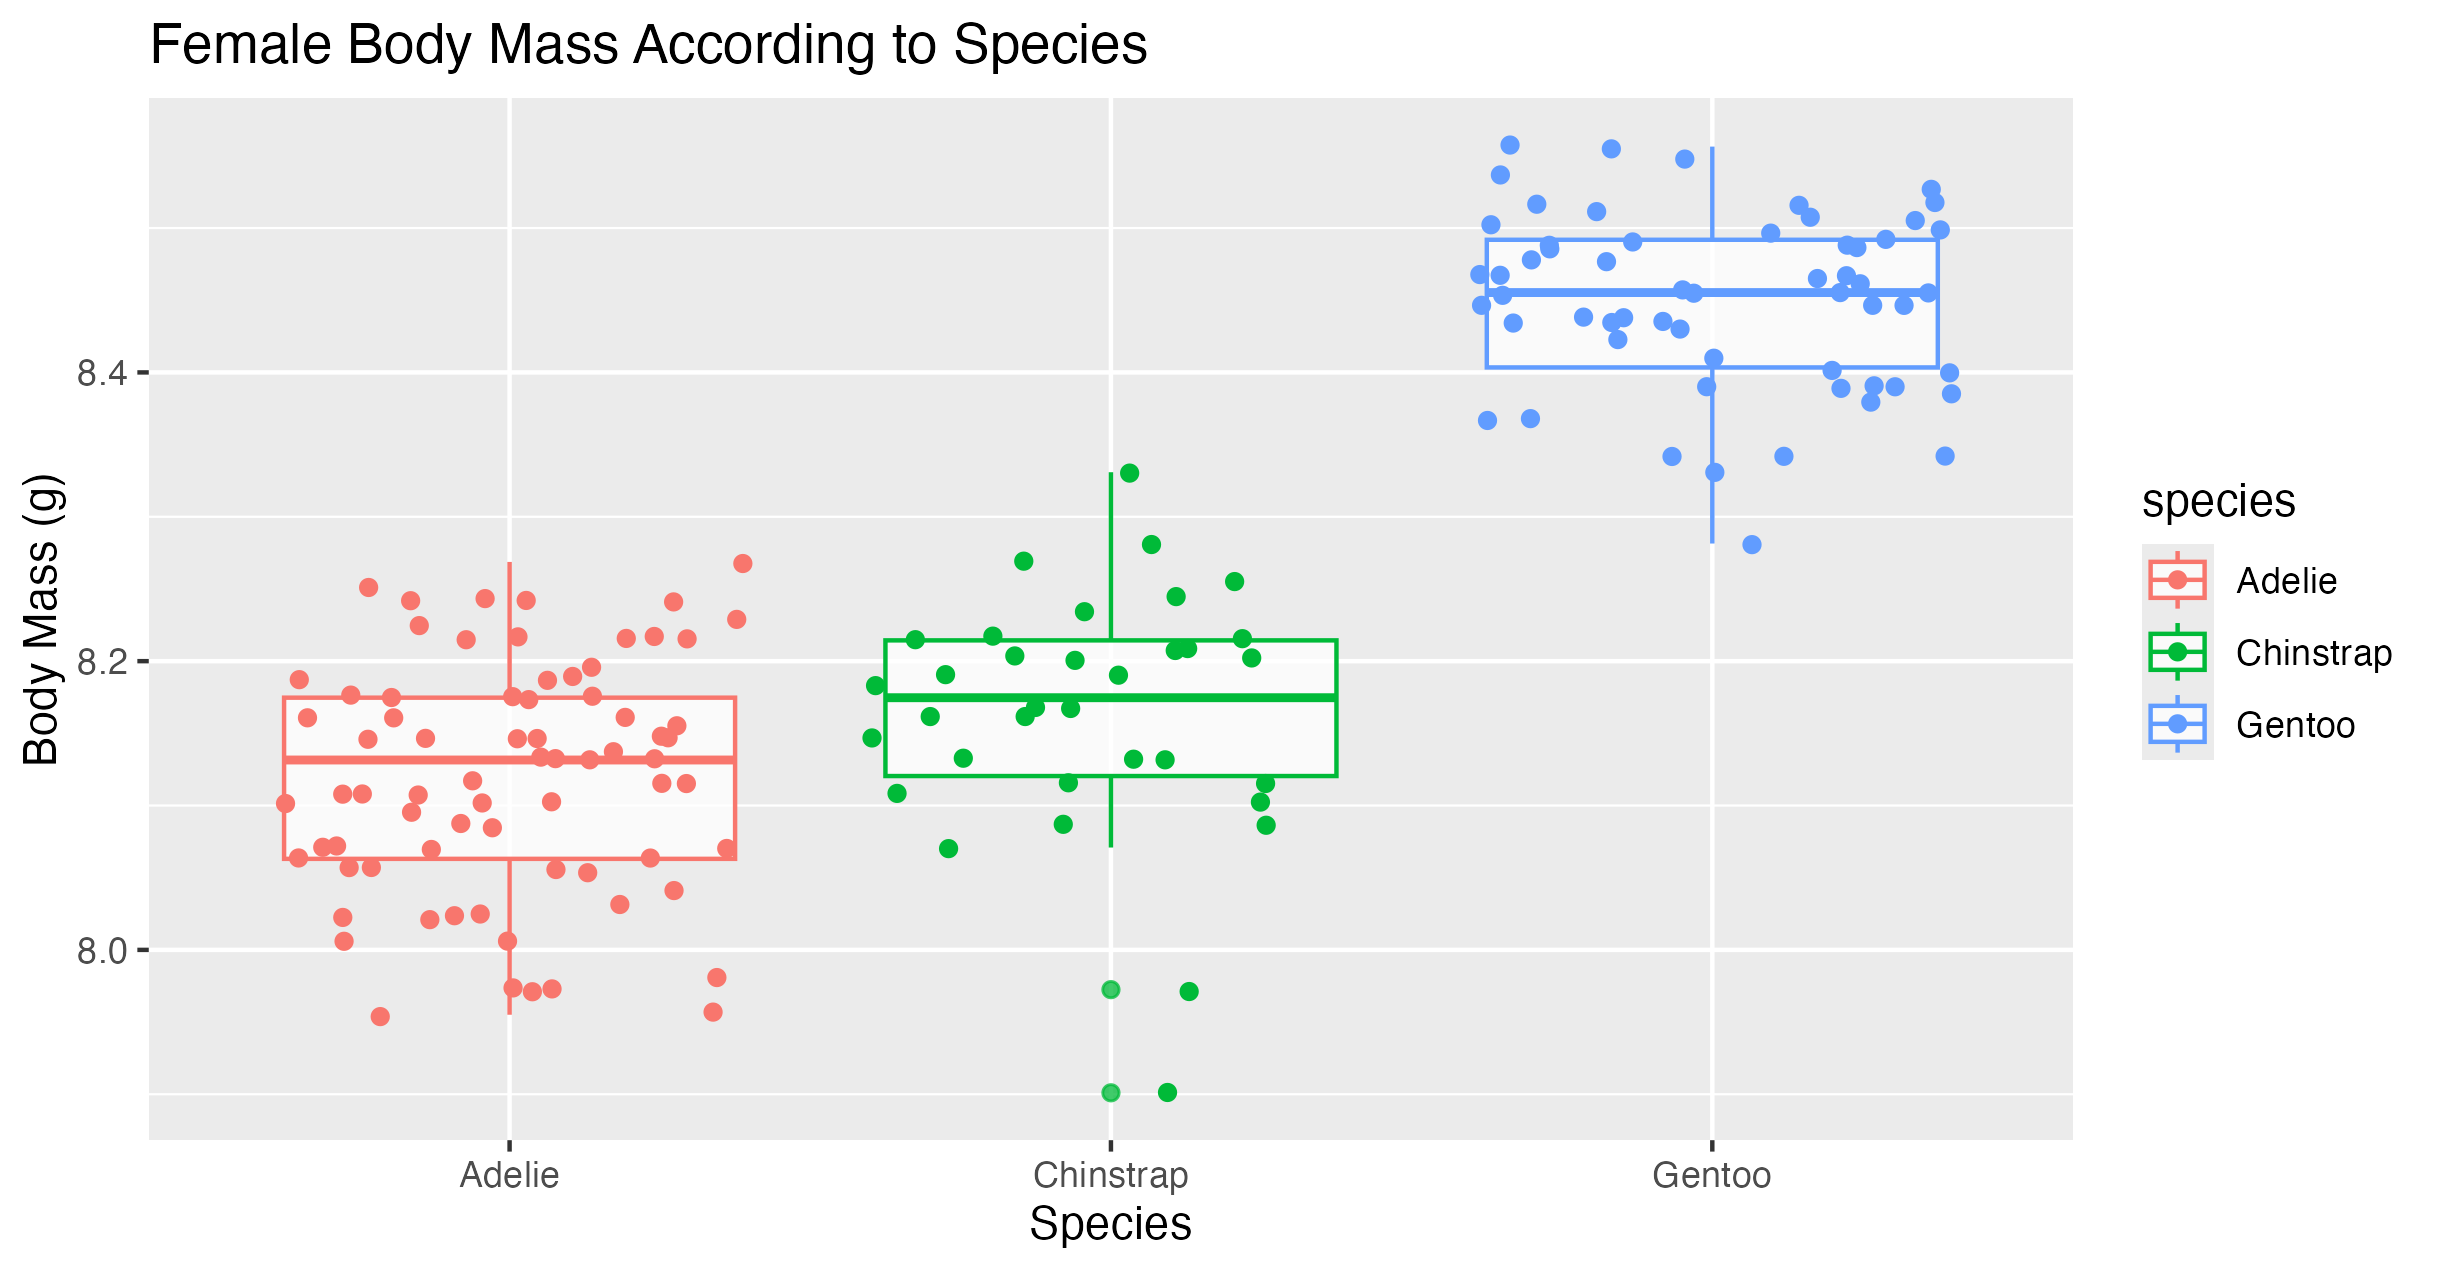 Female Body Mass According to Species
Body Mass (g)
8.4
8.2
8.0
Adelie
Chinstrap
Gentoo
Species
species
Adelie
Chinstrap
Gentoo